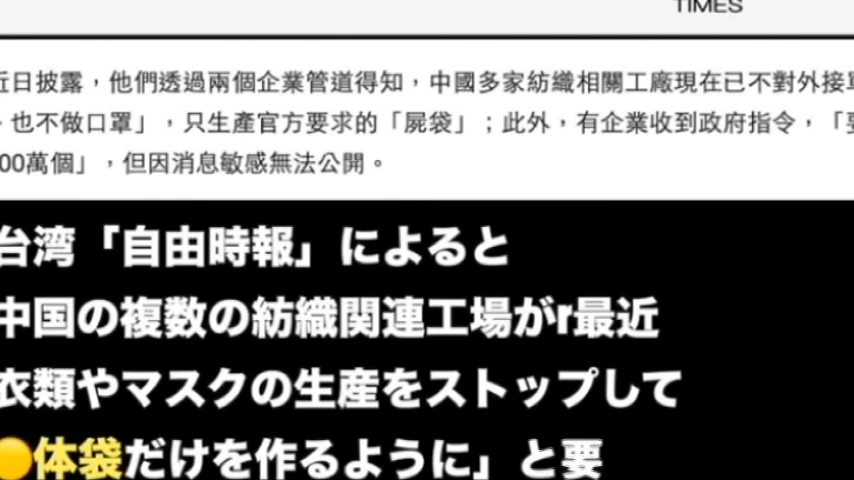 TIMES
近日披露，他們透過兩個企業管道得知，中國多家紡織相關工廠現在已不對外接單
、也不做口罩」，只生產官方要求的「屍袋」；此外，有企業收到政府指令，「要
00萬個」，但因消息敏感無法公開。
台湾「自由時報」によると
中国の複数の紡織関連工場がr最近
衣類やマスクの生産をストップして
●体袋だけを作るように」と要